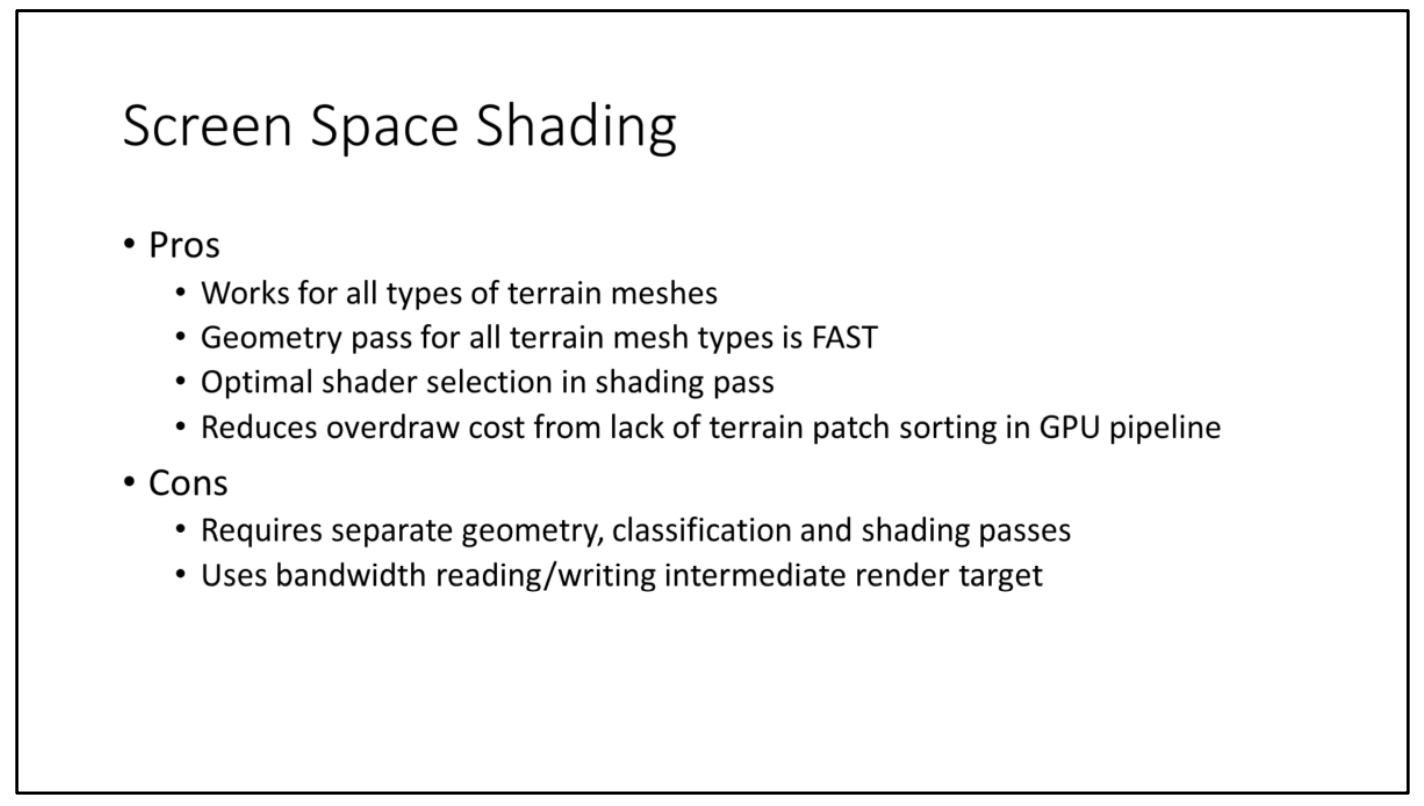 Screen Space Shading
• Pros
• Works for all types of terrain meshes
• Geometry pass for all terrain mesh types is FAST
• Optimal shader selection in shading pass
• Reduces overdraw cost from lack of terrain patch sorting in GPU pipeline
• Cons
• Requires separate geometry, classification and shading passes
• Uses bandwidth reading/writing intermediate render target